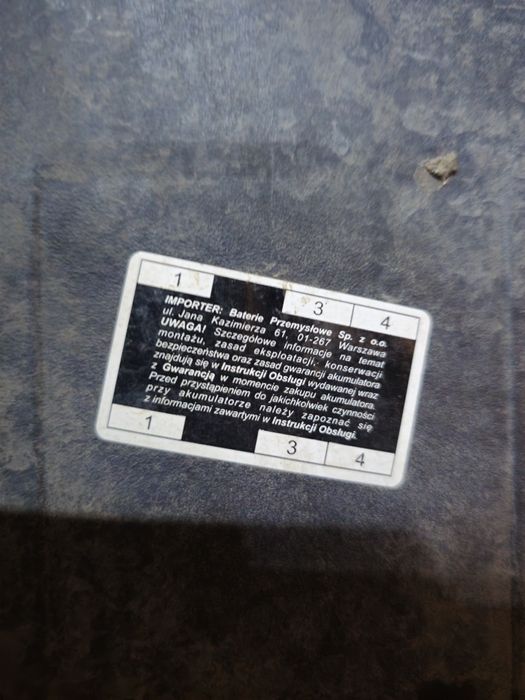 1 3 4
IMPORTER: Baterie Przemysłowe Sp. z o.o.
ul. Jana Kazimierza 61, 01-267 Warszawa
UWAGA! Szczegółowe informacje na temat
montażu, zasad eksploatacji, konserwacji
bezpieczeństwa oraz zasad gwarancji akumulatora
znajdują się w Instrukcji Obsługi wydawanej wraz
z Gwarancją w momencie zakupu akumulatora.
Przed przystąpieniem do jakichkolwiek czynności
przy akumulatorze należy zapoznać się
z informacjami zawartymi w Instrukcji Obsługi.
1 3 4